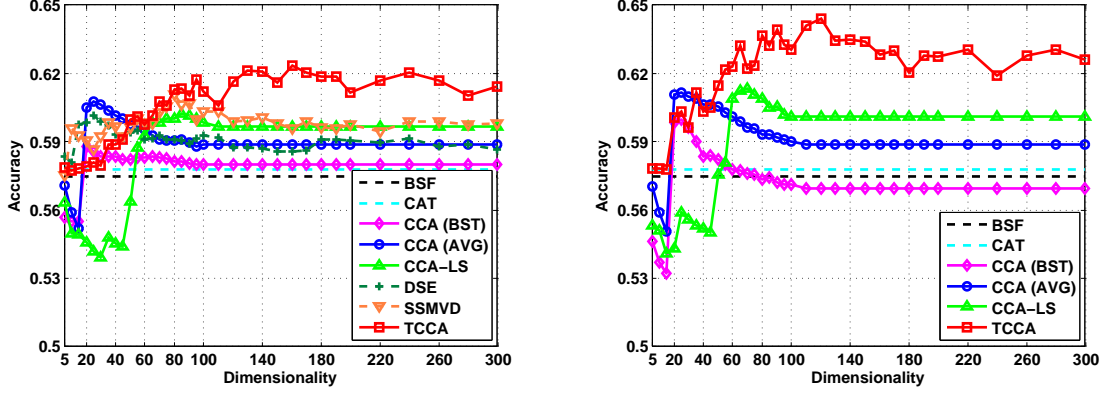 0.65
0.62
0.59
0.56
0.53
0.5
Accuracy
5 20 40 60 80 100 140 180 220 260 300
Dimensionality
BSF
CAT
CCA (BST)
CCA (AVG)
CCA−LS
DSE
SSMVD
TCCA
0.65
0.62
0.59
0.56
0.53
0.5
Accuracy
5 20 40 60 80 100 140 180 220 260 300
Dimensionality
BSF
CAT
CCA (BST)
CCA (AVG)
CCA−LS
TCCA